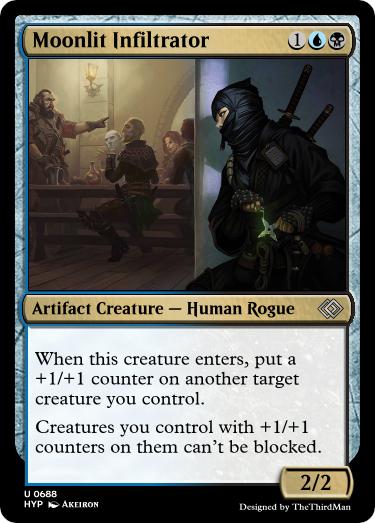 Moonlit Infiltrator 1
Artifact Creature — Human Rogue
When this creature enters, put a
+1/+1 counter on another target
creature you control.
Creatures you control with +1/+1
counters on them can't be blocked.
2/2
U 0688
HYP Akeiron
Designed by TheThirdMan